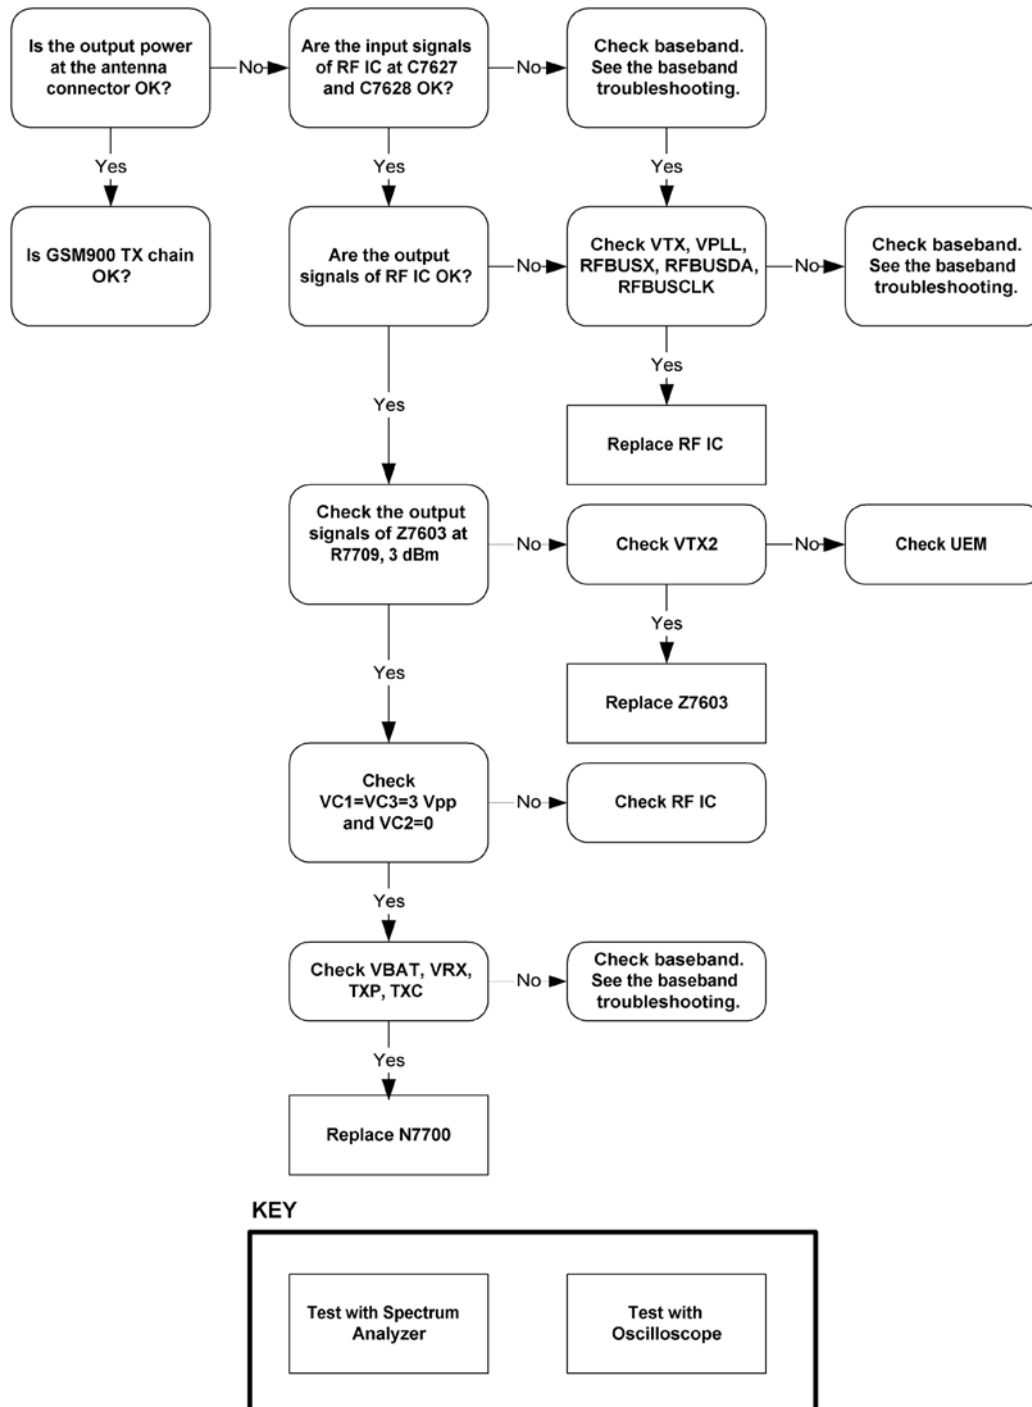 Is the output power
at the antenna
connector OK?
No
Are the input signals
of RF IC at C7627
and C7628 OK?
No
Check baseband.
See the baseband
troubleshooting.
Yes
Yes
Yes
Is GSM900 TX chain
OK?
Are the output
signals of RF IC OK?
No
Check VTX, VPLL,
RFBUSX, RFBUSDA,
RFBUSCLK
No
Check baseband.
See the baseband
troubleshooting.
Yes
Yes
Replace RF IC
Check the output
signals of Z7603 at
R7709, 3 dBm
No
Check VTX2
No
Check UEM
Yes
Yes
Replace Z7603
Check
VC1=VC3=3 Vpp
and VC2=0
No
Check RF IC
Yes
Check VBAT, VRX,
TXP, TXC
No
Check baseband.
See the baseband
troubleshooting.
Yes
Replace N7700
KEY
Test with Spectrum
Analyzer
Test with
Oscilloscope